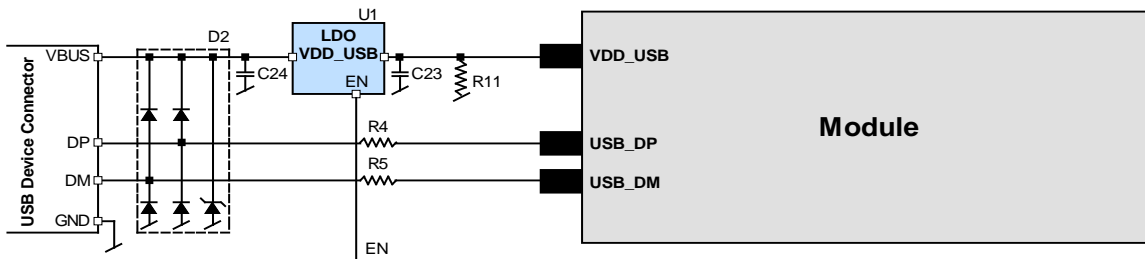 U1
D2
LDO
VDD_USB
VBUS
C24
EN
C23
R11
VDD_USB
USB Device Connector
Module
DP
R4
USB_DP
DM
R5
USB_DM
GND
EN